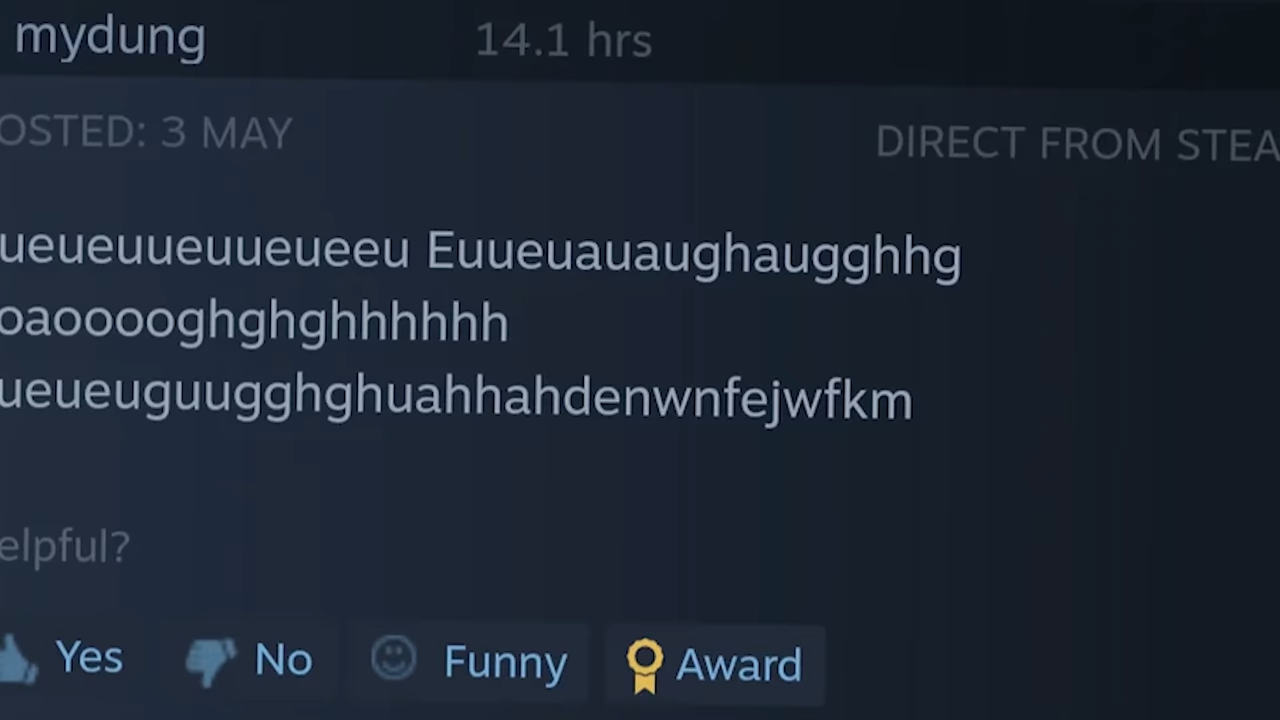 mydung 14.1 hrs
OSTED: 3 MAY DIRECT FROM STEA
ueueuueuueueeu Euueuauaughaugghhg
oaooooghghghhhhhh
ueueuguugghghuahhahdenwnfejwfkm
elpful?
Yes No Funny Award